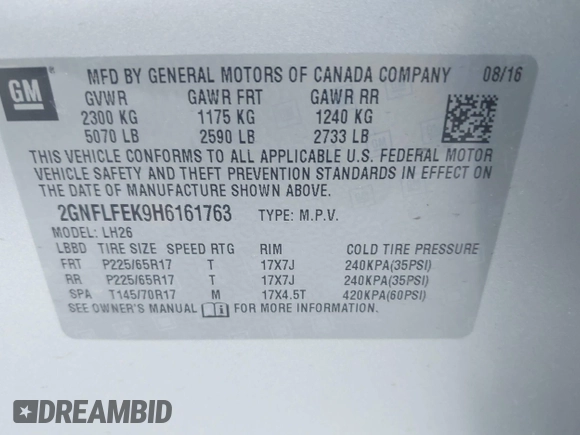 GM
MFD BY GENERAL MOTORS OF CANADA COMPANY 08/16
GVWR GAWR FRT GAWR RR
2300 KG 1175 KG 1240 KG
5070 LB 2590 LB 2733 LB
THIS VEHICLE CONFORMS TO ALL APPLICABLE U.S. FEDERAL MOTOR
VEHICLE SAFETY AND THEFT PREVENTION STANDARDS IN EFFECT ON
THE DATE OF MANUFACTURE SHOWN ABOVE.
2GNFLFEK9H6161763 TYPE: M.P.V.
MODEL: LH26
LBBD TIRE SIZE SPEED RTG RIM COLD TIRE PRESSURE
FRT P225/65R17 T 17X7J 240KPA(35PSI)
RR P225/65R17 T 17X7J 240KPA(35PSI)
SPA T145/70R17 M 17X4.5T 420KPA(60PSI)
SEE OWNER'S MANUAL FOR MORE INFORMATION.
DREAMBID